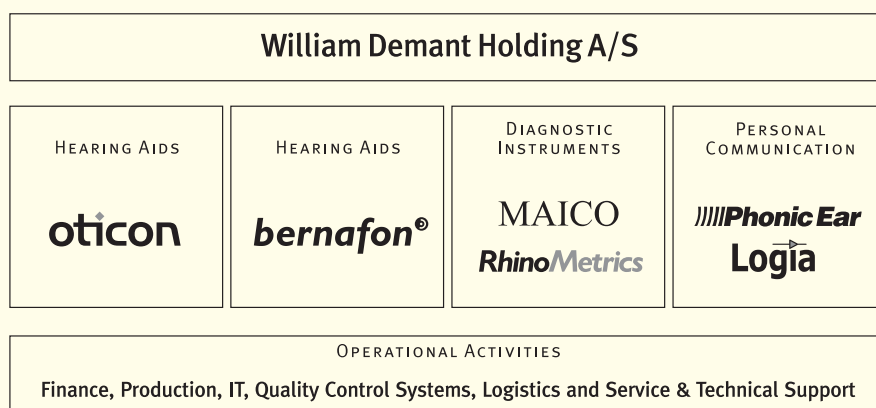 William Demant Holding A/S
HEARING AIDS
oticon
HEARING AIDS
bernafon®
DIAGNOSTIC
INSTRUMENTS
MAICO
RhinoMetrics
PERSONAL
COMMUNICATION
Phonic Ear
Logia
OPERATIONAL ACTIVITIES
Finance, Production, IT, Quality Control Systems, Logistics and Service & Technical Support